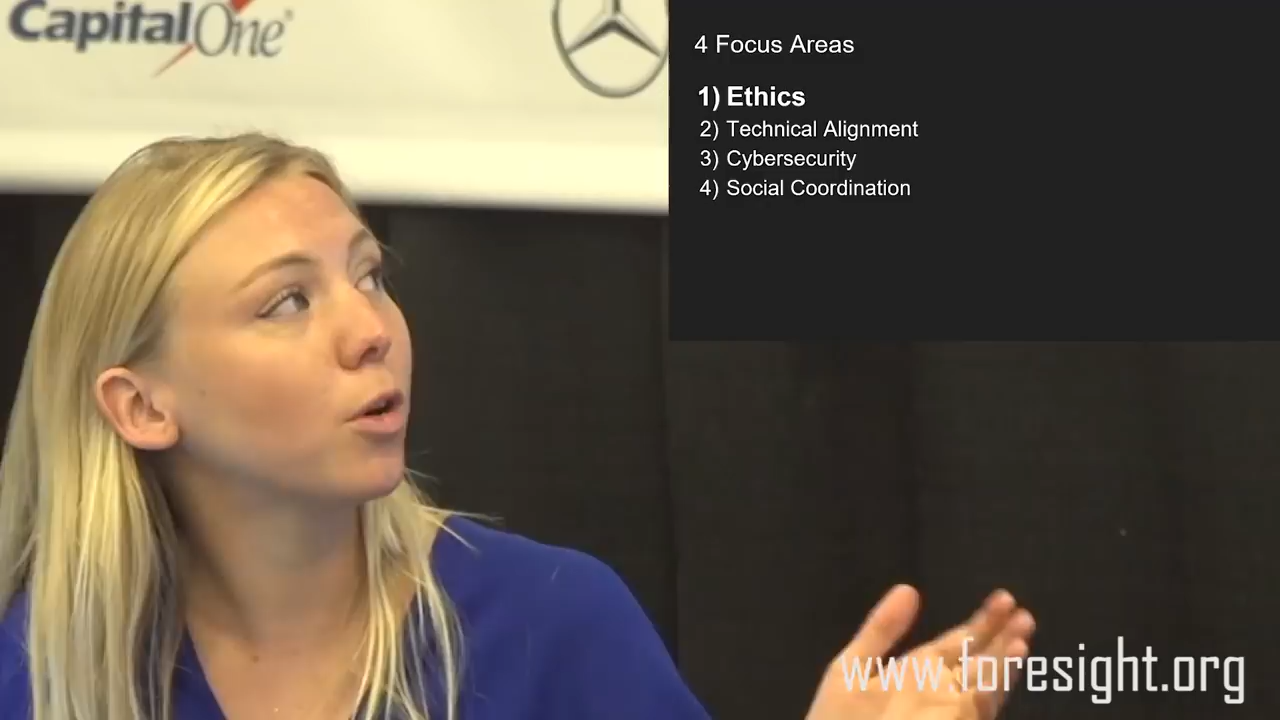 CapitalOne®
4 Focus Areas
1) Ethics
2) Technical Alignment
3) Cybersecurity
4) Social Coordination
www.foresight.org